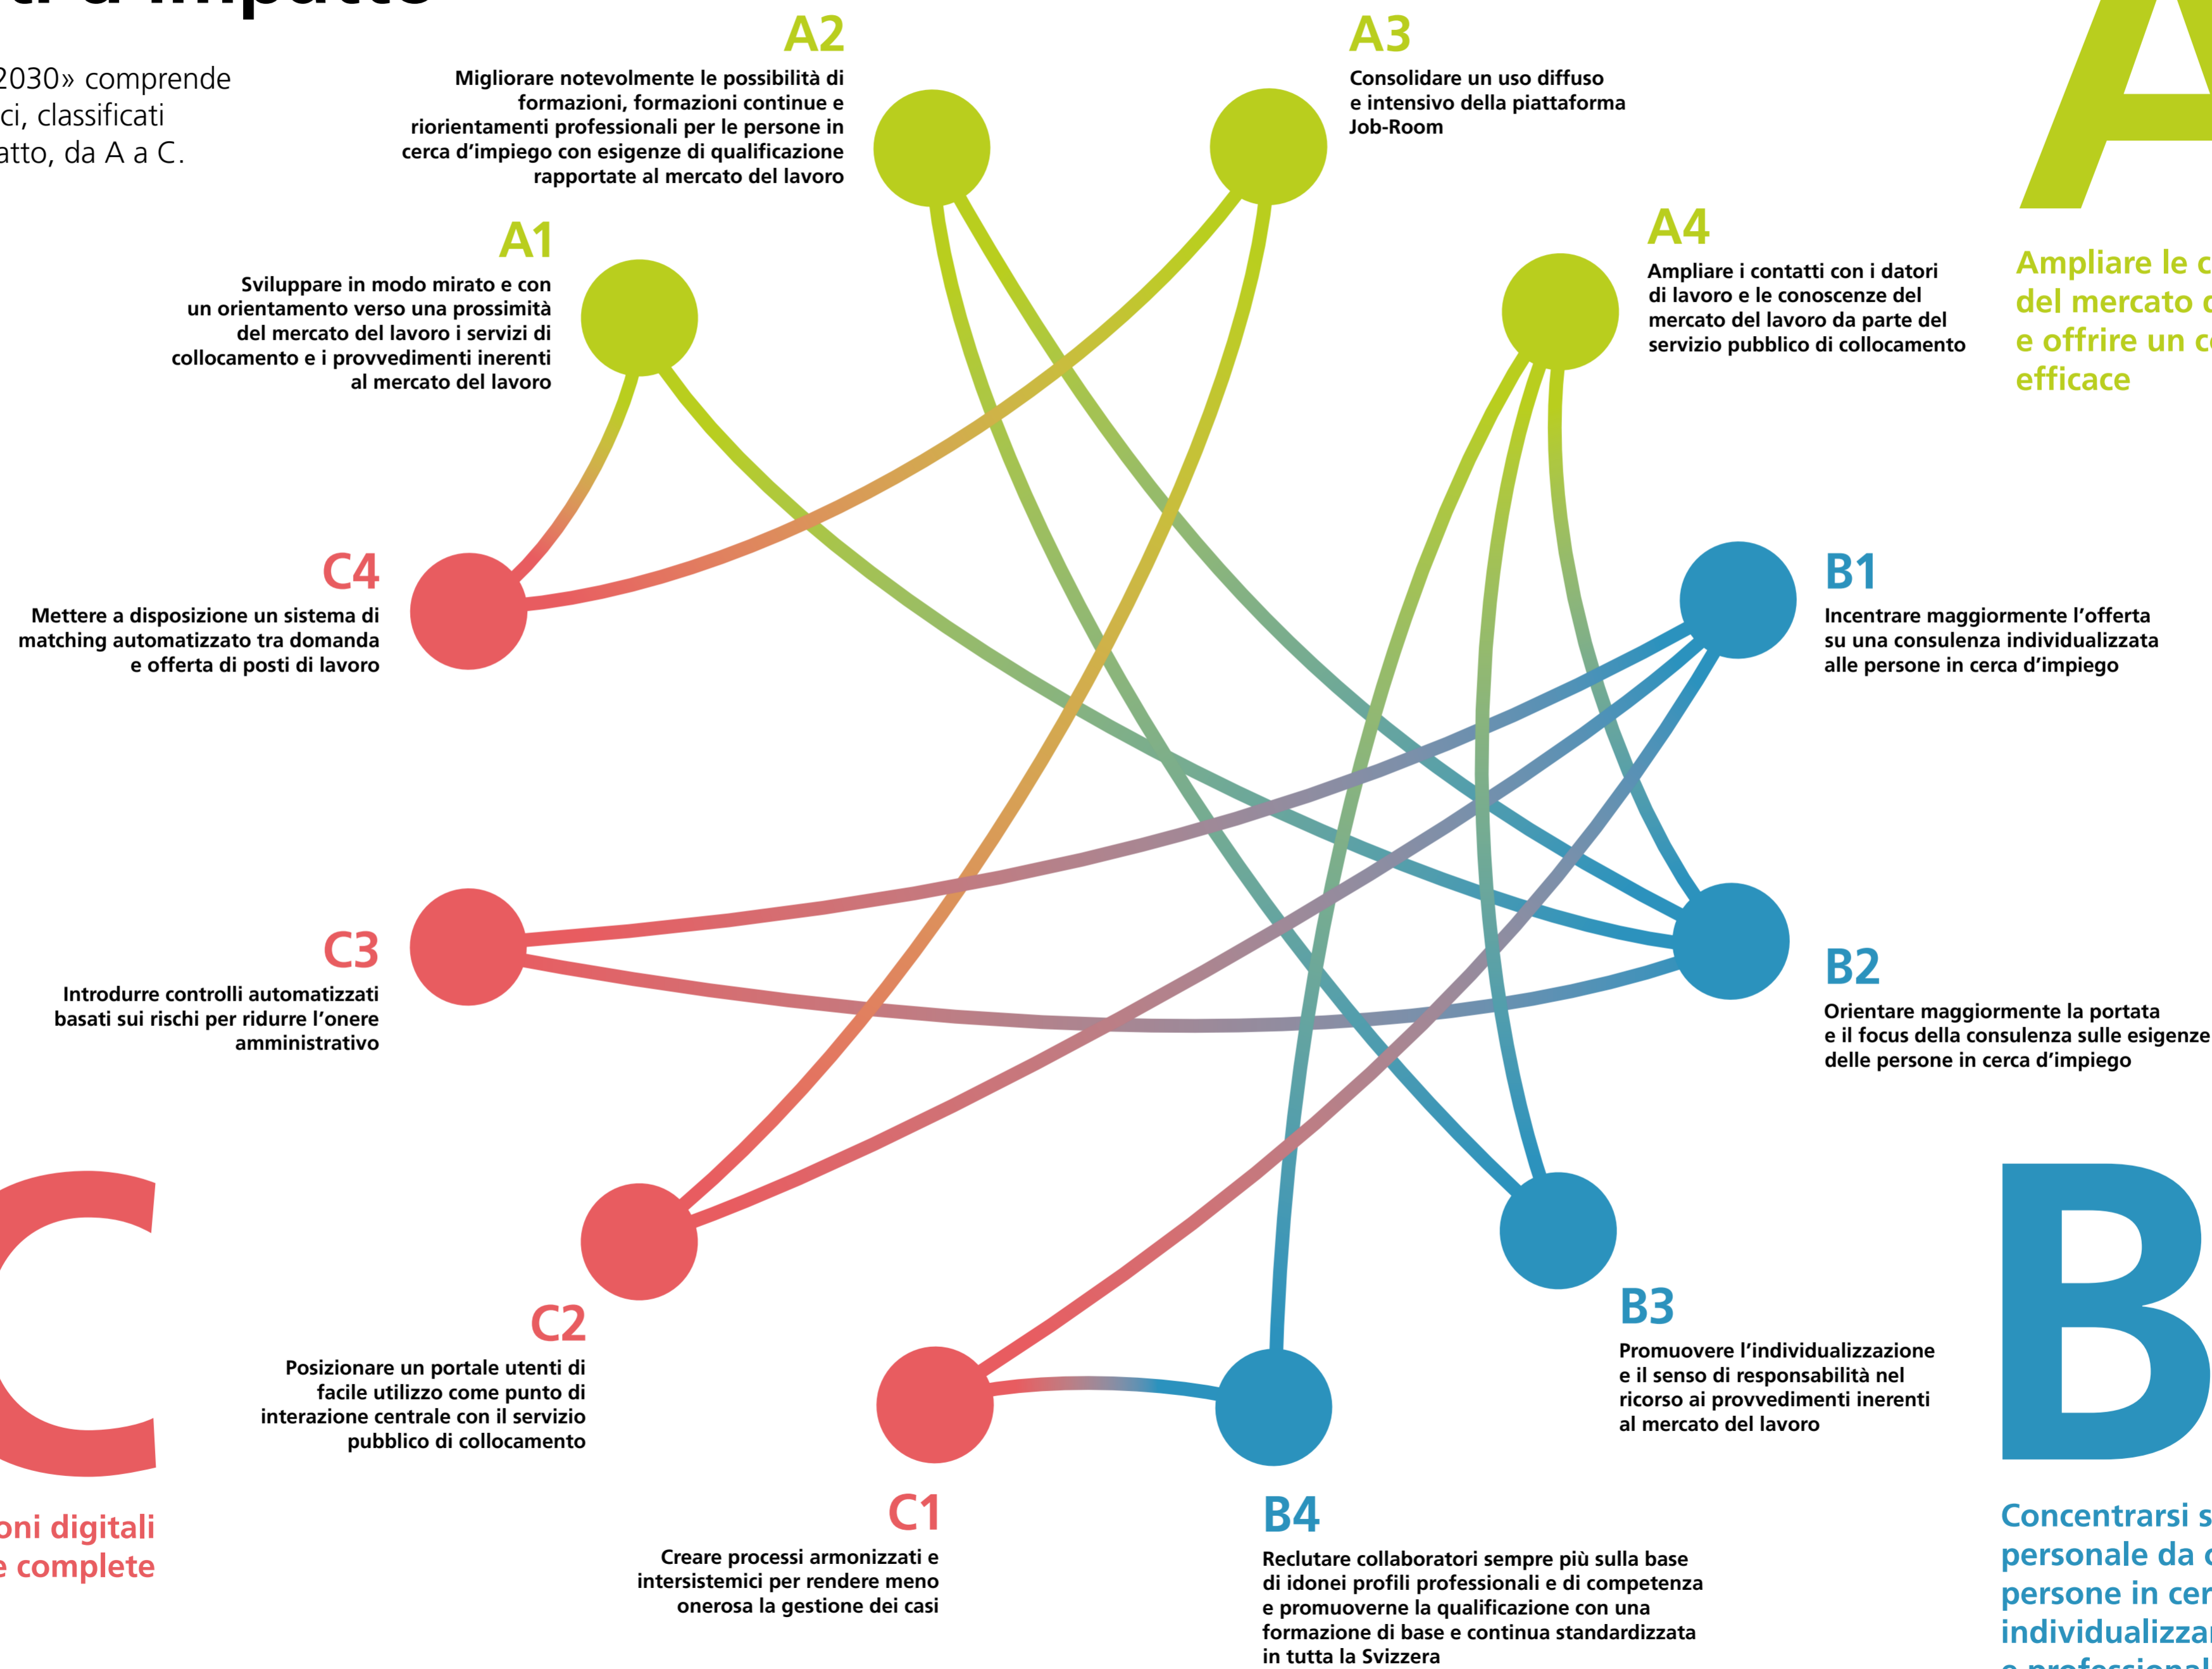 2030» comprende
ci, classificati
atto, da A a C.
A2
Migliorare notevolmente le possibilità di
formazioni, formazioni continue e
riorientamenti professionali per le persone in
cerca d'impiego con esigenze di qualificazione
rapportate al mercato del lavoro
A3
Consolidare un uso diffuso
e intensivo della piattaforma
Job-Room
A
A1
Sviluppare in modo mirato e con
un orientamento verso una prossimità
del mercato del lavoro i servizi di
collocamento e i provvedimenti inerenti
al mercato del lavoro
A4
Ampliare i contatti con i datori
di lavoro e le conoscenze del
mercato del lavoro da parte del
servizio pubblico di collocamento
Ampliare le c
del mercato
e offrire un c
efficace
C4
Mettere a disposizione un sistema di
matching automatizzato tra domanda
e offerta di posti di lavoro
B1
Incentrare maggiormente l'offerta
su una consulenza individualizzata
alle persone in cerca d'impiego
C3
Introdurre controlli automatizzati
basati sui rischi per ridurre l'onere
amministrativo
B2
Orientare maggiormente la portata
e il focus della consulenza sulle esigenze
delle persone in cerca d'impiego
C
oni digitali
e complete
C2
Posizionare un portale utenti di
facile utilizzo come punto di
interazione centrale con il servizio
pubblico di collocamento
B3
Promuovere l'individualizzazione
e il senso di responsabilità nel
ricorso ai provvedimenti inerenti
al mercato del lavoro
B
Concentrarsi s
personale da
persone in cer
individualizza
C1
Creare processi armonizzati e
intersistemici per rendere meno
onerosa la gestione dei casi
B4
Reclutare collaboratori sempre più sulla base
di idonei profili professionali e di competenza
e promuoverne la qualificazione con una
formazione di base e continua standardizzata
in tutta la Svizzera